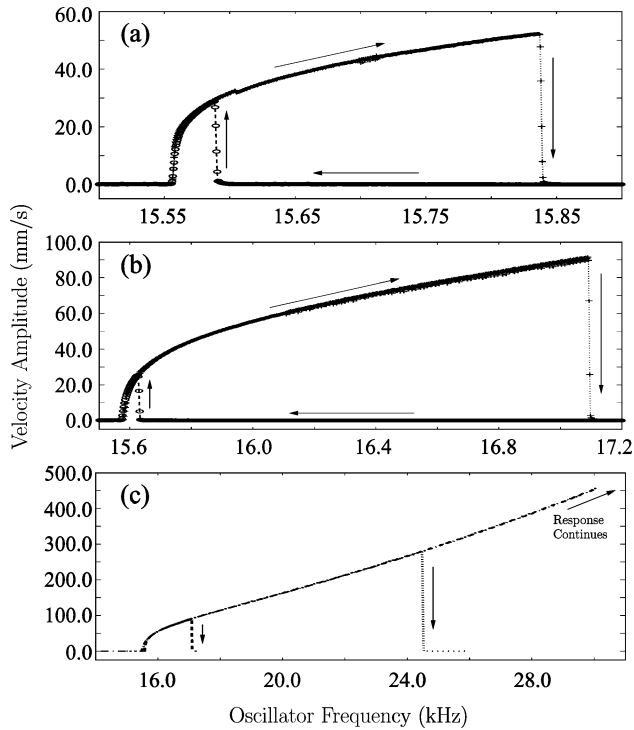 (a)
60.0
40.0
20.0
0.0
15.55 15.65 15.75 15.85
(b)
100.0
80.0
60.0
40.0
20.0
0.0
15.6 16.0 16.4 16.8 17.2
Velocity Amplitude (mm/s)
(c)
500.0
400.0
300.0
200.0
100.0
0.0
Response
Continues
16.0 20.0 24.0 28.0
Oscillator Frequency (kHz)